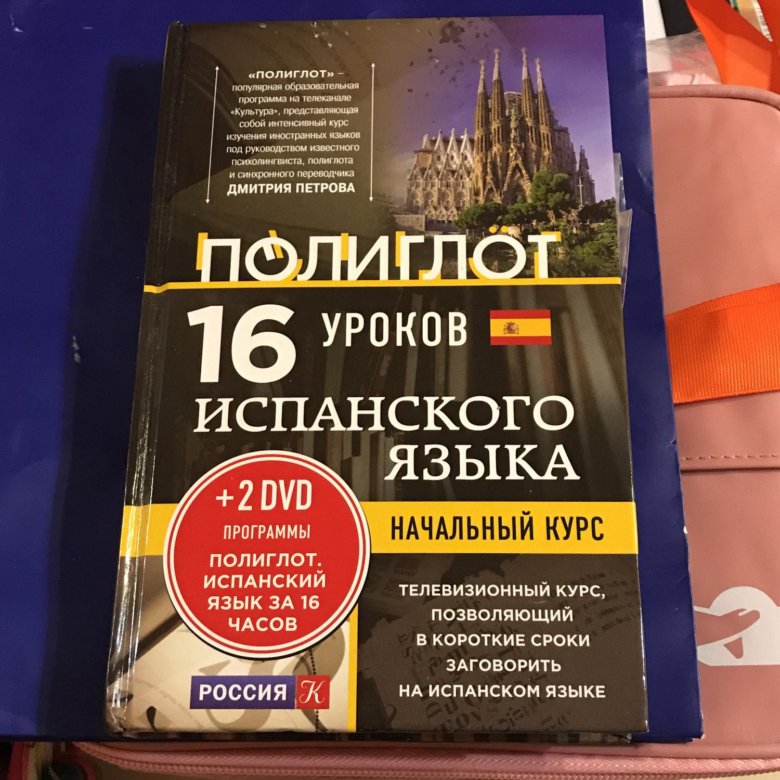 «ПОЛИГЛОТ» –
популярная образовательная
программа на телеканале
«Культура», представляющая
собой интенсивный курс
изучения иностранных языков
под руководством известного
психолингвиста, полиглота
и синхронного переводчика
ДМИТРИЯ ПЕТРОВА
ПОЛИГЛОТ
16 УРОКОВ
ИСПАНСКОГО
ЯЗЫКА
+ 2 DVD
ПРОГРАММЫ
ПОЛИГЛОТ.
ИСПАНСКИЙ
ЯЗЫК ЗА 16
ЧАСОВ
НАЧАЛЬНЫЙ КУРС
ТЕЛЕВИЗИОННЫЙ КУРС,
ПОЗВОЛЯЮЩИЙ
В КОРОТКИЕ СРОКИ
ЗАГОВОРИТЬ
НА ИСПАНСКОМ ЯЗЫКЕ
РОССИЯ К